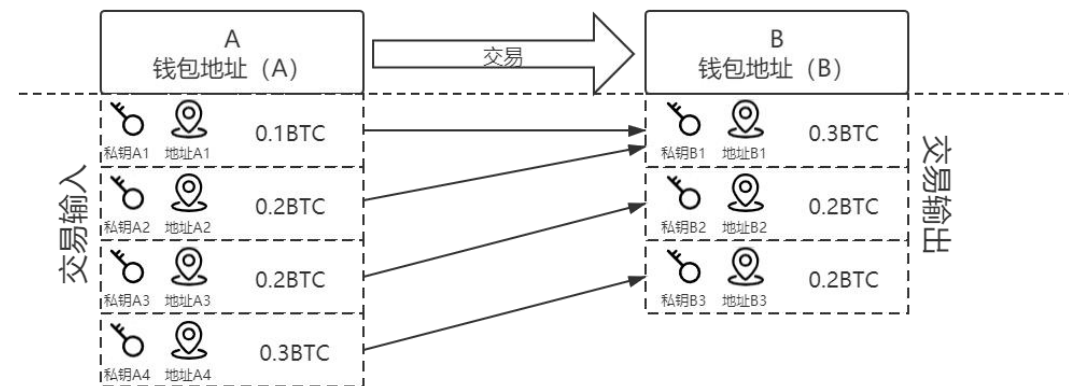 A
钱包地址（A）
交易
B
钱包地址（B）
交易输入
私钥A1 地址A1 0.1BTC
私钥A2 地址A2 0.2BTC
私钥A3 地址A3 0.2BTC
私钥A4 地址A4 0.3BTC
私钥B1 地址B1 0.3BTC
私钥B2 地址B2 0.2BTC
私钥B3 地址B3 0.2BTC
交易输出